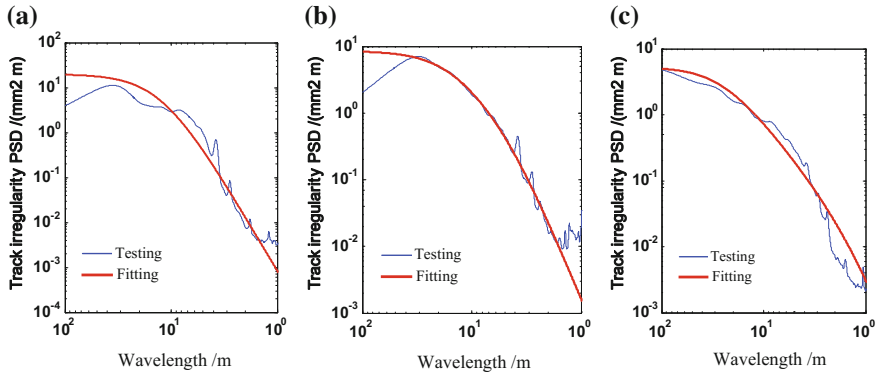 (a)
Track irregularity PSD /(mm2 m)
10^2
10^1
10^0
10^-1
10^-2
10^-3
10^-4
Testing
Fitting
10^2
10^1
10^0
Wavelength /m
(b)
Track irregularity PSD /(mm2 m)
10^1
10^0
10^-1
10^-2
10^-3
Testing
Fitting
10^2
10^1
10^0
Wavelength /m
(c)
Track irregularity PSD /(mm2 m)
10^1
10^0
10^-1
10^-2
10^-3
Testing
Fitting
10^2
10^1
10^0
Wavelength /m